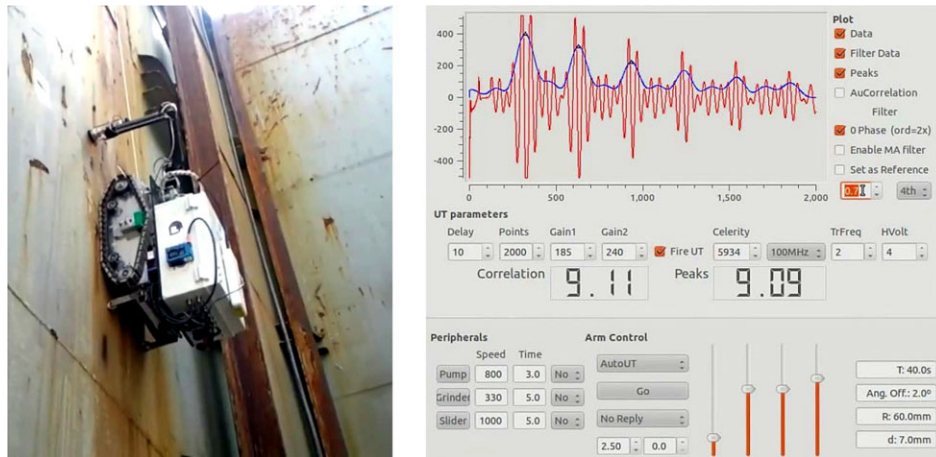 Plot
Data
Filter Data
Peaks
AuCorrelation
Filter
0 Phase (ord=2x)
Enable MA filter
Set as Reference
4th
400
200
0
-200
-400
0 500 1,000 1,500 2,000
UT parameters
Delay Points Gain1 Gain2 Celerity TrFreq HVolt
10 2000 185 240 Fire UT 5934 100MHz 2 4
Correlation 9.11 Peaks 9.09
Peripherals
Speed Time
Pump 800 3.0 No
Grinder 330 5.0 No
Slider 1000 5.0 No
Arm Control
AutoUT
Go
No Reply
2.50 0.0
T: 40.0s
Ang. Off.: 2.0º
R: 60.0mm
d: 7.0mm